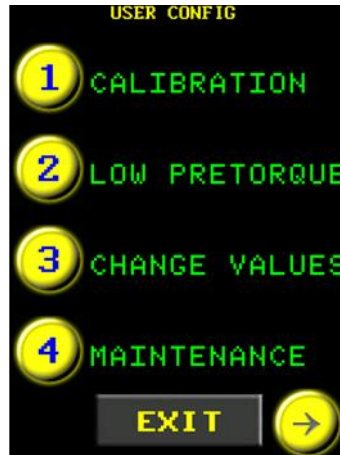 USER CONFIG
1 CALIBRATION
2 LOW PRETORQUE
3 CHANGE VALUES
4 MAINTENANCE
EXIT →